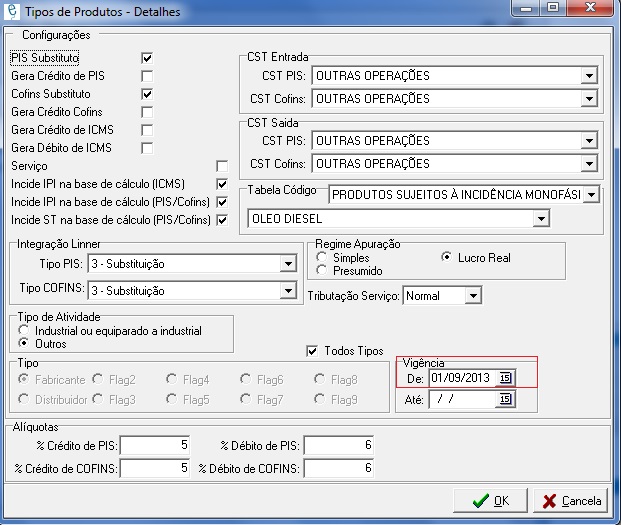 Tipos de Produtos - Detalhes
Configurações
PIS Substituto
Gera Crédito de PIS
Cofins Substituto
Gera Crédito Cofins
Gera Crédito de ICMS
Gera Débito de ICMS
Serviço
Incide IPI na base de cálculo (ICMS)
Incide IPI na base de cálculo (PIS/Cofins)
Incide ST na base de cálculo (PIS/Cofins)
CST Entrada
CST PIS: OUTRAS OPERAÇÕES
CST Cofins: OUTRAS OPERAÇÕES
CST Saida
CST PIS: OUTRAS OPERAÇÕES
CST Cofins: OUTRAS OPERAÇÕES
Tabela Código PRODUTOS SUJEITOS À INCIDÊNCIA MONOFÁSI
OLEO DIESEL
Integração Linner
Tipo PIS: 3 - Substituição
Tipo COFINS: 3 - Substituição
Regime Apuração
Simples Lucro Real
Presumido
Tributação Serviço: Normal
Tipo de Atividade
Industrial ou equiparado a industrial
Outros
Todos Tipos
Tipo
Fabricante Flag2 Flag4 Flag6 Flag8
Distribuidor Flag3 Flag5 Flag7 Flag9
Vigência
De: 01/09/2013 15
Até: / / 15
Alíquotas
% Crédito de PIS: 5 % Débito de PIS: 6
% Crédito de COFINS: 5 % Débito de COFINS: 6
OK Cancela